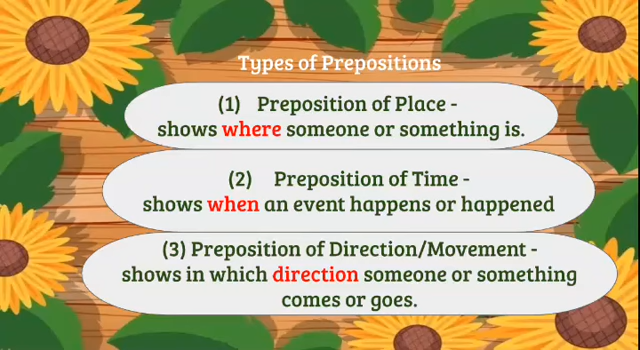 Types of Prepositions
(1) Preposition of Place -
shows where someone or something is.
(2) Preposition of Time -
shows when an event happens or happened
(3) Preposition of Direction/Movement -
shows in which direction someone or something
comes or goes.